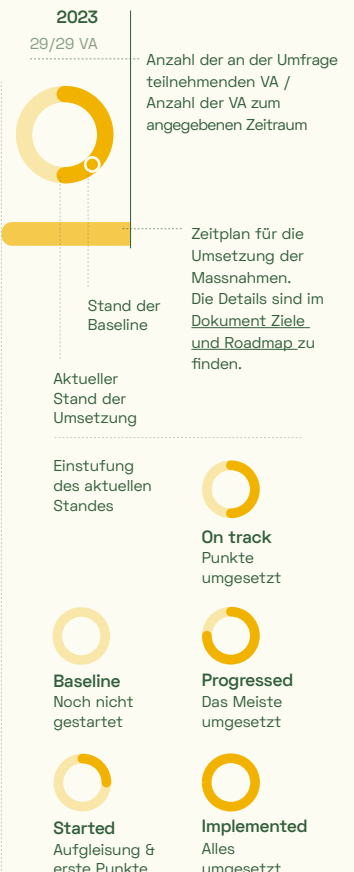 2023
29/29 VA
Anzahl der an der Umfrage
teilnehmenden VA /
Anzahl der VA zum
angegebenen Zeitraum
Zeitplan für die
Umsetzung der
Massnahmen.
Die Details sind im
Dokument Ziele
und Roadmap zu
finden.
Stand der
Baseline
Aktueller
Stand der
Umsetzung
Einstufung
des aktuellen
Standes
On track
Punkte
umgesetzt
Baseline
Noch nicht
gestartet
Progressed
Das Meiste
umgesetzt
Started
Aufgleisung &
erste Punkte
Implemented
Alles
umgesetzt